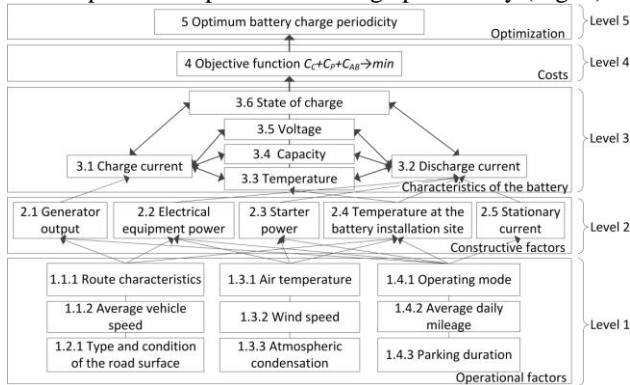 5 Optimum battery charge periodicity
Optimization
Level 5
4 Objective function C_C+C_P+C_AB→min
Costs
Level 4
3.6 State of charge
3.5 Voltage
3.4 Capacity
3.1 Charge current
3.2 Discharge current
3.3 Temperature
Characteristics of the battery
Level 3
2.1 Generator
output
2.2 Electrical
equipment power
2.3 Starter
power
2.4 Temperature at the
battery installation site
2.5 Stationary
current
Constructive factors
Level 2
1.1.1 Route characteristics
1.3.1 Air temperature
1.4.1 Operating mode
1.1.2 Average vehicle
speed
1.3.2 Wind speed
1.4.2 Average daily
mileage
1.2.1 Type and condition
of the road surface
1.3.3 Atmospheric
condensation
1.4.3 Parking duration
Operational factors
Level 1